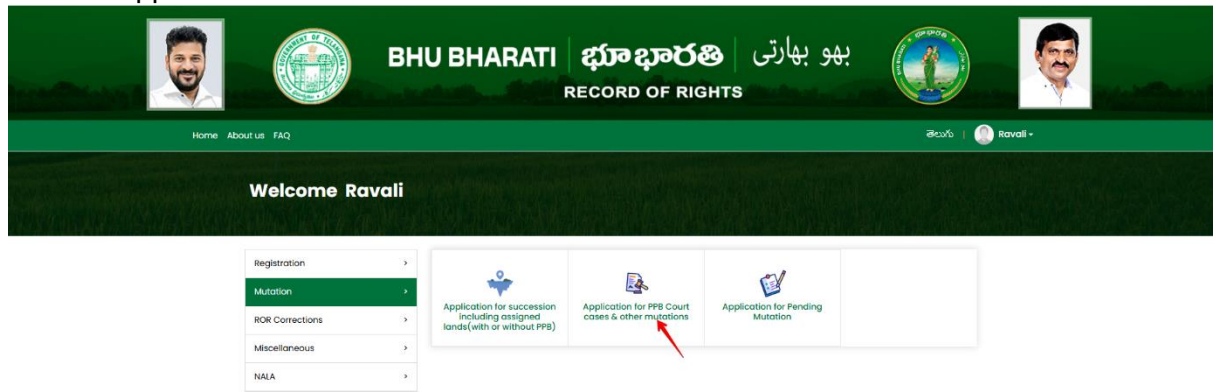 BHU BHARATI భూ భారతి بھو بھارتی
RECORD OF RIGHTS
Home About us FAQ తెలుగు | Ravali
Welcome Ravali
Registration
Mutation
ROR Corrections
Miscellaneous
NALA
Application for succession
including assigned
lands(with or without PPB)
Application for PPB Court
cases & other mutations
Application for Pending
Mutation